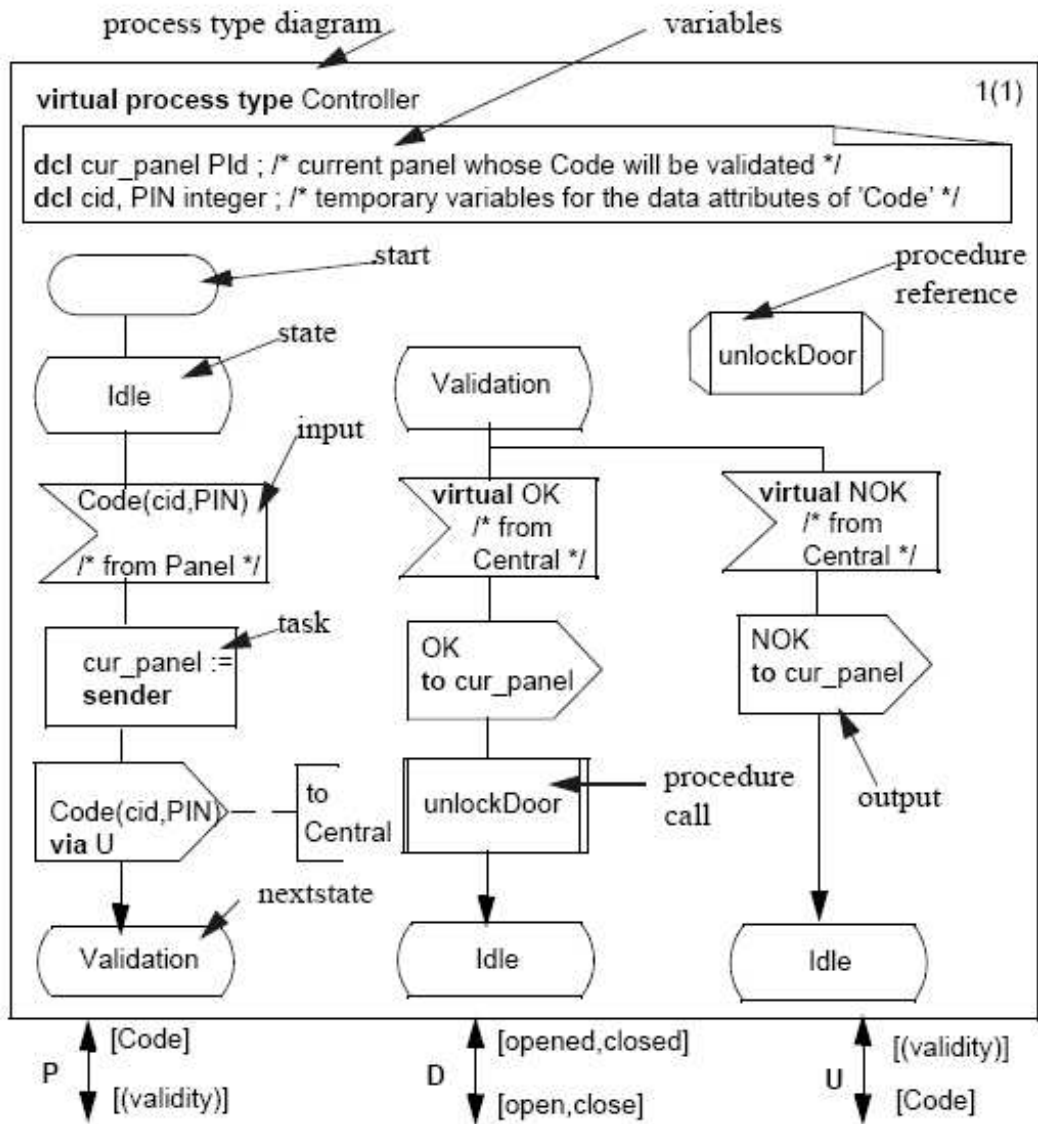 process type diagram
variables
virtual process type Controller
1(1)
dcl cur_panel PId ; /* current panel whose Code will be validated */
dcl cid, PIN integer ; /* temporary variables for the data attributes of 'Code' */
start
procedure
reference
state
unlockDoor
Idle
Validation
input
Code(cid,PIN)
/* from Panel */
virtual OK
/* from
Central */
virtual NOK
/* from
Central */
task
cur_panel :=
sender
OK
to cur_panel
NOK
to cur_panel
Code(cid,PIN)
via U
to
Central
unlockDoor
procedure
call
output
nextstate
Validation
Idle
Idle
P
[Code]
[(validity)]
D
[opened,closed]
[open,close]
U
[(validity)]
[Code]